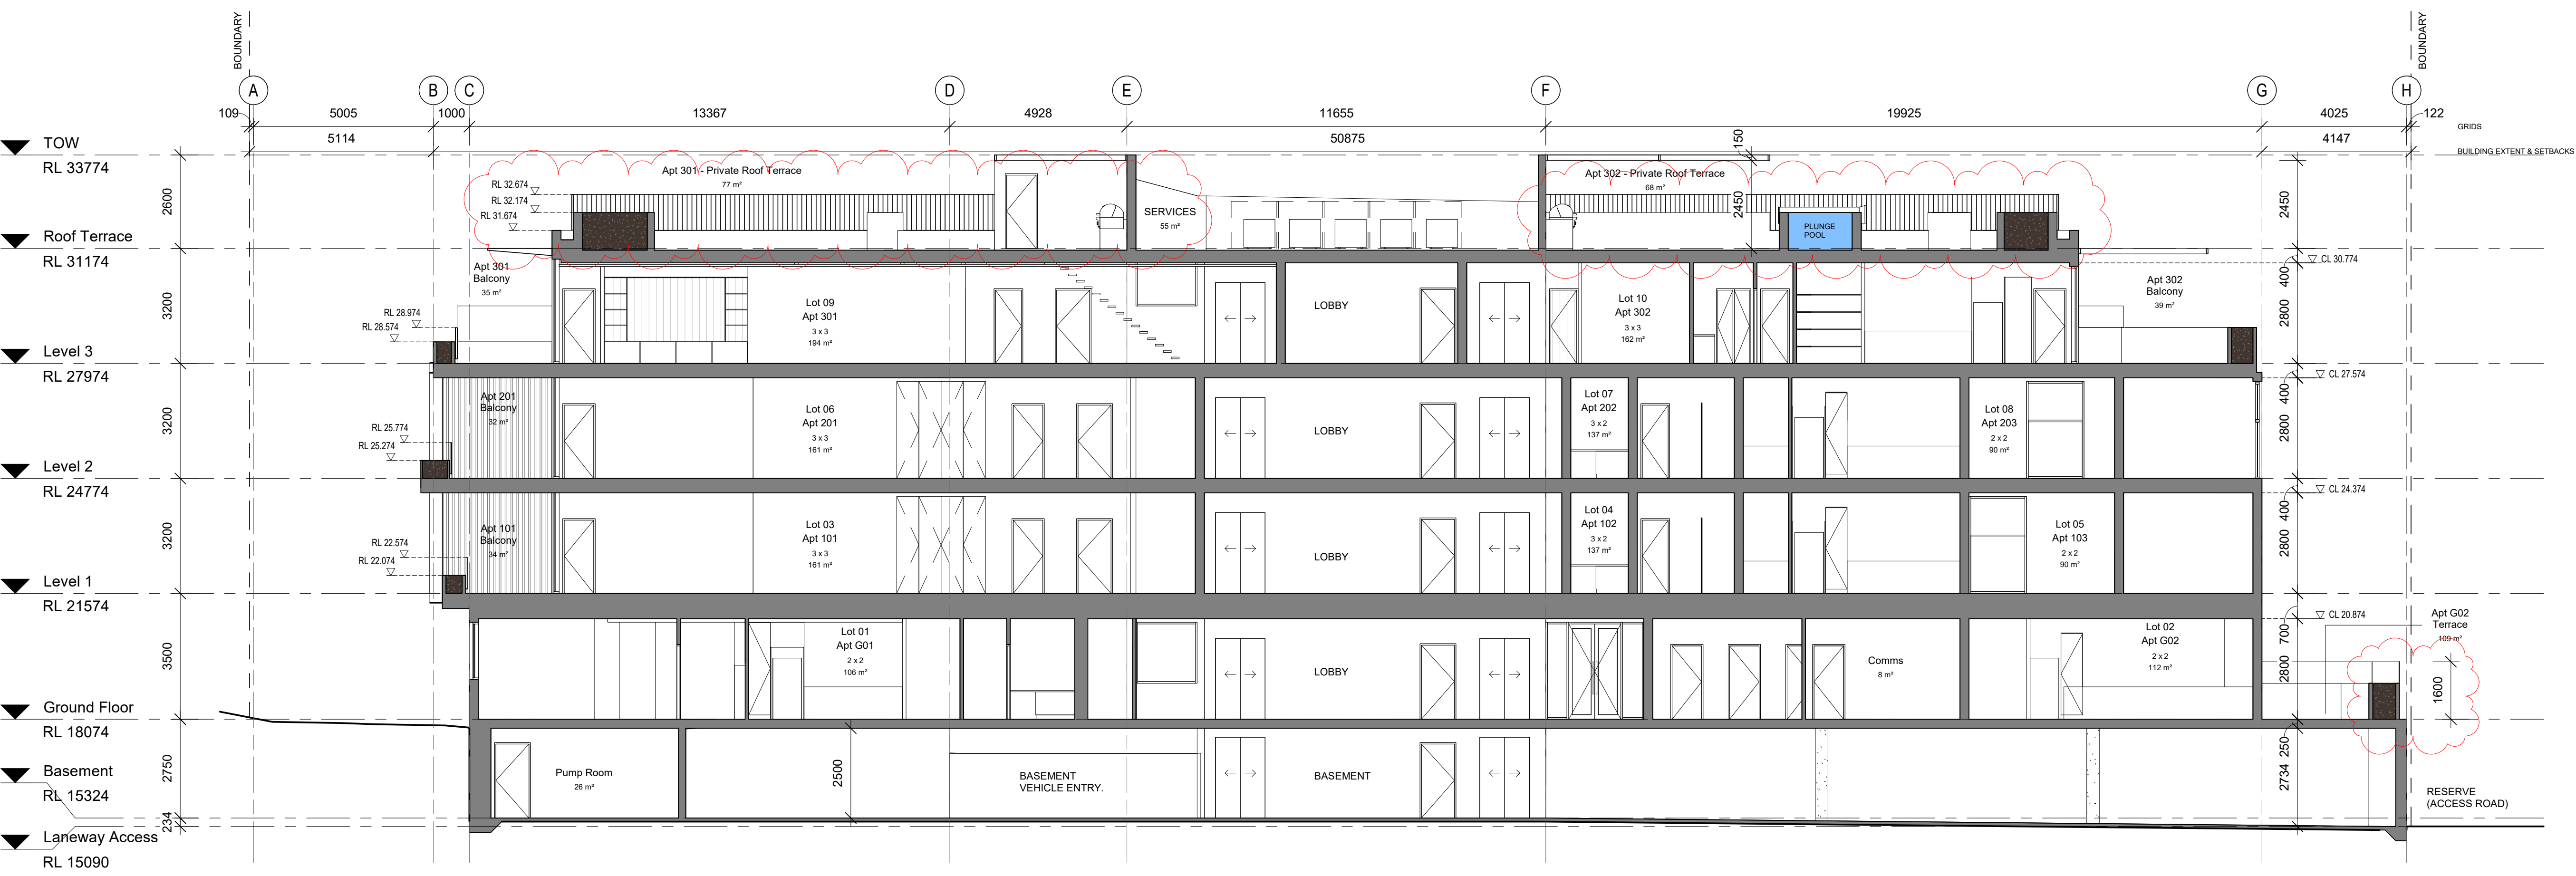 BOUNDARY
BOUNDARY
A
B
C
D
E
F
G
H
109
5005
1000
13367
4928
11655
19925
4025
122
GRIDS
5114
50875
4147
BUILDING EXTENT & SETBACKS
TOW
RL 33774
2600
Roof Terrace
RL 31174
3200
Level 3
RL 27974
3200
Level 2
RL 24774
3200
Level 1
RL 21574
3500
Ground Floor
RL 18074
2750
Basement
RL 15324
234
Laneway Access
RL 15090
Apt 301 - Private Roof Terrace
77 m²
RL 32.674
RL 32.174
RL 31.674
SERVICES
55 m²
150
Apt 302 - Private Roof Terrace
68 m²
2450
PLUNGE
POOL
2450
Apt 301
Balcony
35 m²
RL 28.974
RL 28.574
Lot 09
Apt 301
3 x 3
194 m²
LOBBY
Lot 10
Apt 302
3 x 3
162 m²
Apt 302
Balcony
39 m²
CL 30.774
400
2800
Apt 201
Balcony
32 m²
RL 25.774
RL 25.274
Lot 06
Apt 201
3 x 3
161 m²
LOBBY
Lot 07
Apt 202
3 x 2
137 m²
Lot 08
Apt 203
2 x 2
90 m²
CL 27.574
400
2800
Apt 101
Balcony
34 m²
RL 22.574
RL 22.074
Lot 03
Apt 101
3 x 3
161 m²
LOBBY
Lot 04
Apt 102
3 x 2
137 m²
Lot 05
Apt 103
2 x 2
90 m²
CL 24.374
400
2800
Lot 01
Apt G01
2 x 2
106 m²
LOBBY
Comms
8 m²
Lot 02
Apt G02
2 x 2
112 m²
CL 20.874
700
2800
Apt G02
Terrace
109 m²
1600
Pump Room
26 m²
2500
BASEMENT
VEHICLE ENTRY.
BASEMENT
250
2734
RESERVE
(ACCESS ROAD)